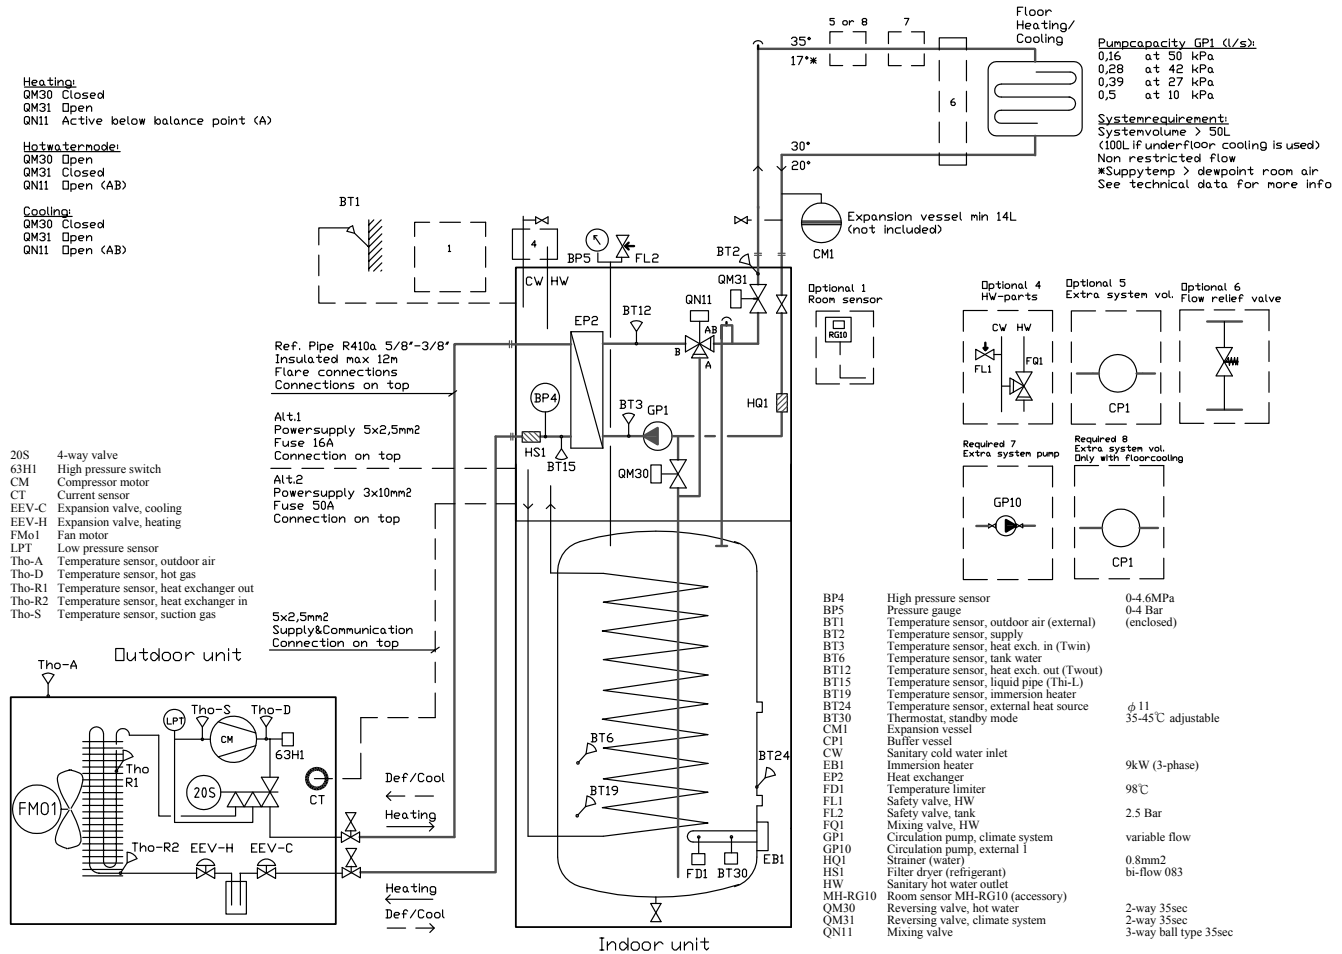 Heating:
QM30 Closed
QM31 Open
QN11 Active below balance point (A)
Hotwatermode:
QM30 Open
QM31 Closed
QN11 Open (AB)
Cooling:
QM30 Closed
QM31 Open
QN11 Open (AB)
BT1
1
4
BP5
FL2
CW HW
35°
17°*
5 or 8
7
6
30°
20°
Floor
Heating/
Cooling
Pumpcapacity GP1 (l/s):
0,16 at 50 kPa
0,28 at 42 kPa
0,39 at 27 kPa
0,5 at 10 kPa
Systemrequirement:
Systemvolume > 50L
(100L if underfloor cooling is used)
Non restricted flow
*Suppytemp > dewpoint room air
See technical data for more info
Expansion vessel min 14L
(not included)
CM1
BT2
QM31
QN11
AB
B
A
BT12
EP2
BP4
BT3
GP1
HQ1
HS1
BT15
QM30
Ref. Pipe R410a 5/8"-3/8"
Insulated max 12m
Flare connections
Connections on top
Alt.1
Powersupply 5x2,5mm2
Fuse 16A
Connection on top
Alt.2
Powersupply 3x10mm2
Fuse 50A
Connection on top
5x2,5mm2
Supply&Communication
Connection on top
Optional 1
Room sensor
RG10
Optional 4
HW-parts
CW HW
FL1
FQ1
Optional 5
Extra system vol.
CP1
Optional 6
Flow relief valve
Required 7
Extra system pump
GP10
Required 8
Extra system vol.
Only with floorcooling
CP1
20S 4-way valve
63H1 High pressure switch
CM Compressor motor
CT Current sensor
EEV-C Expansion valve, cooling
EEV-H Expansion valve, heating
FMo1 Fan motor
LPT Low pressure sensor
Tho-A Temperature sensor, outdoor air
Tho-D Temperature sensor, hot gas
Tho-R1 Temperature sensor, heat exchanger out
Tho-R2 Temperature sensor, heat exchanger in
Tho-S Temperature sensor, suction gas
Outdoor unit
Tho-A
LPT
Tho-S
Tho-D
CM
63H1
Tho
R1
20S
CT
FM01
Tho-R2
EEV-H
EEV-C
Def/Cool
Heating
Heating
Def/Cool
BT6
BT19
BT24
FD1
BT30
EB1
Indoor unit
BP4 High pressure sensor 0-4.6MPa
BP5 Pressure gauge 0-4 Bar
BT1 Temperature sensor, outdoor air (external) (enclosed)
BT2 Temperature sensor, supply
BT3 Temperature sensor, heat exch. in (Twin)
BT6 Temperature sensor, tank water
BT12 Temperature sensor, heat exch. out (Twout)
BT15 Temperature sensor, liquid pipe (Thi-L)
BT19 Temperature sensor, immersion heater
BT24 Temperature sensor, external heat source ϕ11
BT30 Thermostat, standby mode 35-45℃ adjustable
CM1 Expansion vessel
CP1 Buffer vessel
CW Sanitary cold water inlet
EB1 Immersion heater 9kW (3-phase)
EP2 Heat exchanger
FD1 Temperature limiter 98℃
FL1 Safety valve, HW
FL2 Safety valve, tank 2.5 Bar
FQ1 Mixing valve, HW
GP1 Circulation pump, climate system variable flow
GP10 Circulation pump, external 1
HQ1 Strainer (water) 0.8mm2
HS1 Filter dryer (refrigerant) bi-flow 083
HW Sanitary hot water outlet
MH-RG10 Room sensor MH-RG10 (accessory)
QM30 Reversing valve, hot water 2-way 35sec
QM31 Reversing valve, climate system 2-way 35sec
QN11 Mixing valve 3-way ball type 35sec